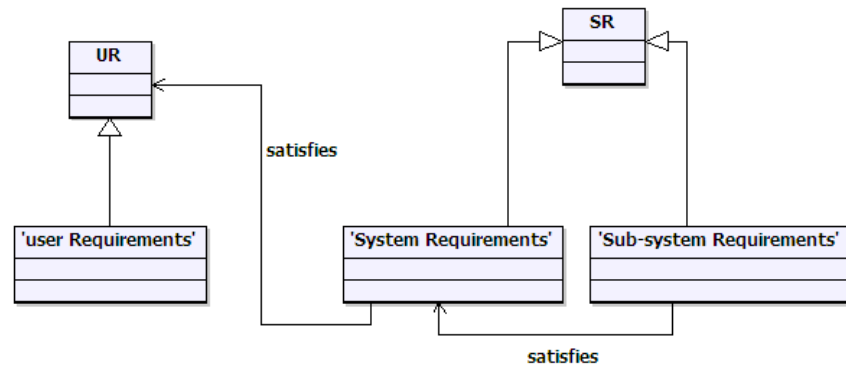 SR
UR
satisfies
'user Requirements'
'System Requirements'
'Sub-system Requirements'
satisfies